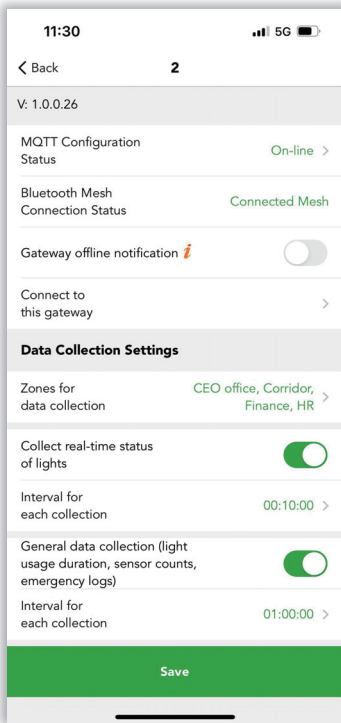 11:30 5G
Back 2
V: 1.0.0.26
MQTT Configuration
Status
On-line
Bluetooth Mesh
Connection Status
Connected Mesh
Gateway offline notification i
Connect to
this gateway
Data Collection Settings
Zones for
data collection
CEO office, Corridor,
Finance, HR
Collect real-time status
of lights
Interval for
each collection
00:10:00
General data collection (light
usage duration, sensor counts,
emergency logs)
Interval for
each collection
01:00:00
Save